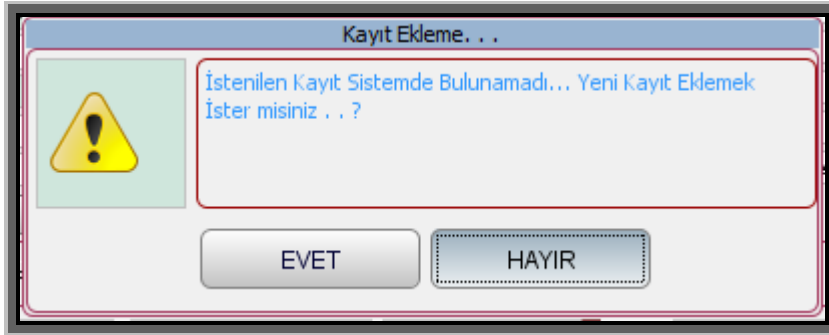 Kayıt Ekleme. . .
İstenilen Kayıt Sistemde Bulunamadı... Yeni Kayıt Eklemek
İster misiniz . . ?
EVET
HAYIR